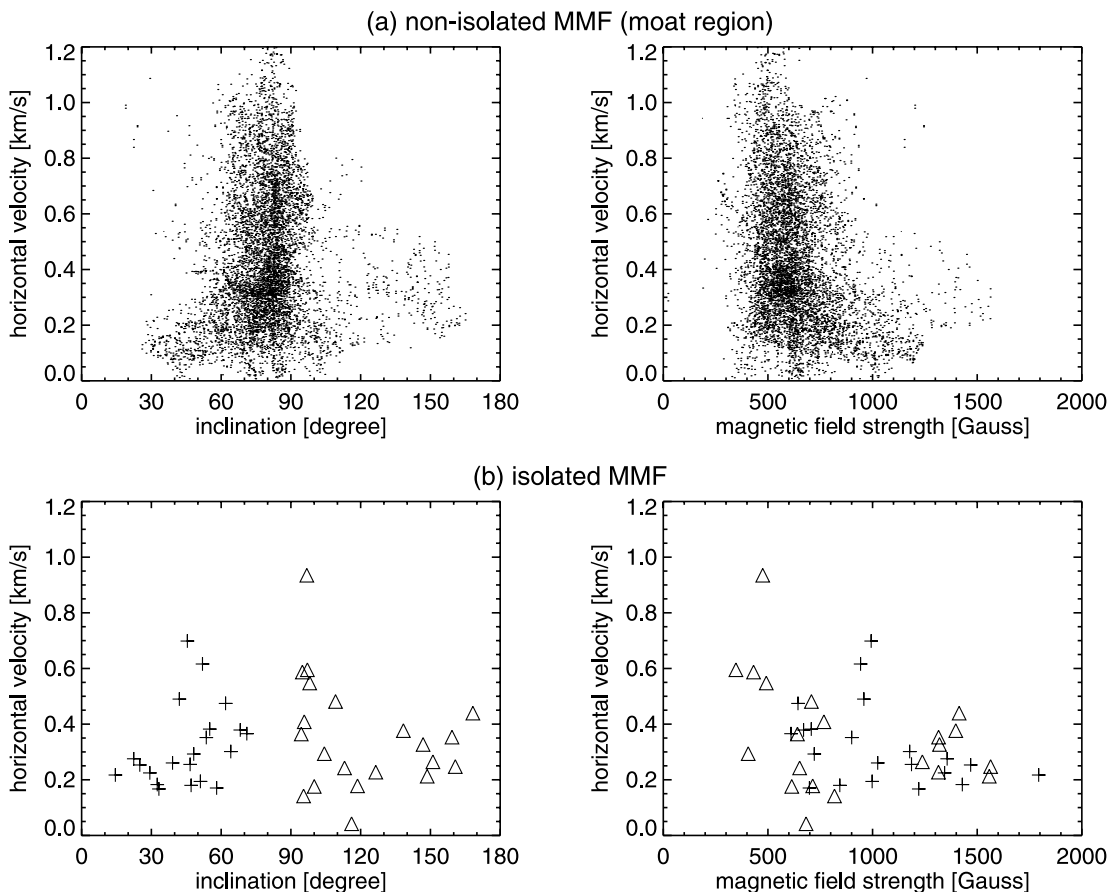 (a) non-isolated MMF (moat region)
1.2
1.0
0.8
0.6
0.4
0.2
0.0
horizontal velocity [km/s]
0 30 60 90 120 150 180
inclination [degree]
1.2
1.0
0.8
0.6
0.4
0.2
0.0
horizontal velocity [km/s]
0 500 1000 1500 2000
magnetic field strength [Gauss]
(b) isolated MMF
1.2
1.0
0.8
0.6
0.4
0.2
0.0
horizontal velocity [km/s]
0 30 60 90 120 150 180
inclination [degree]
1.2
1.0
0.8
0.6
0.4
0.2
0.0
horizontal velocity [km/s]
0 500 1000 1500 2000
magnetic field strength [Gauss]